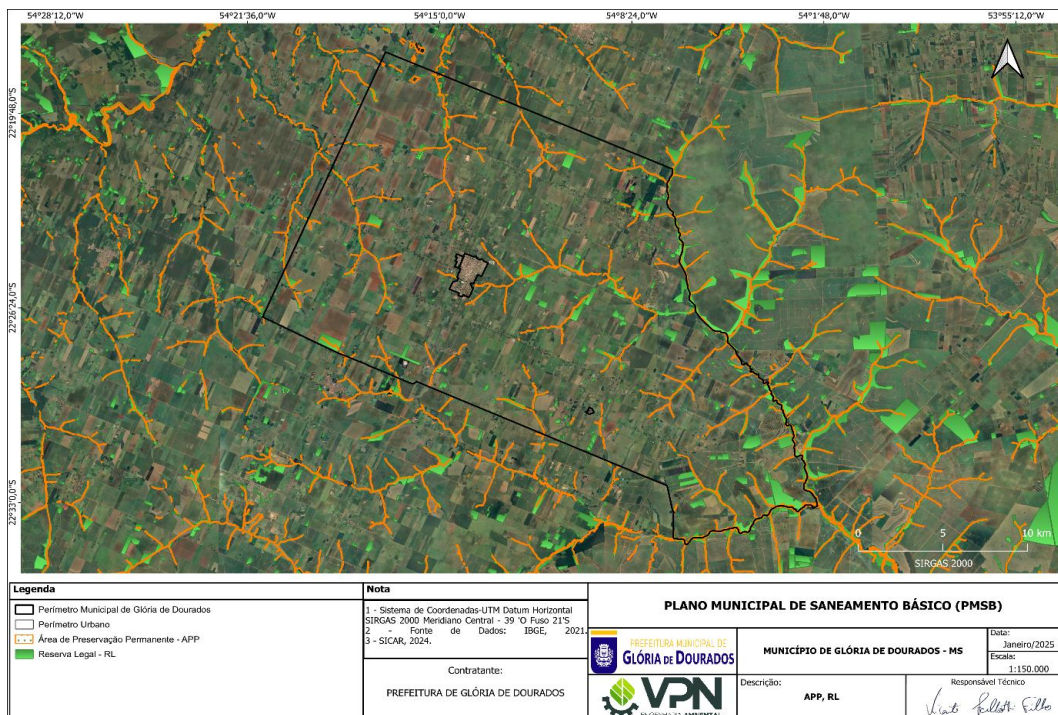 54°28'12,0"W 54°21'36,0"W 54°15'0,0"W 54°8'24,0"W 54°1'48,0"W 53°55'12,0"W
22°19'48,0"S
22°26'24,0"S
22°33'0,0"S
0 5 10 km
SIRGAS 2000
Legenda
Perímetro Municipal de Glória de Dourados
Perímetro Urbano
Área de Preservação Permanente - APP
Reserva Legal - RL
Nota
1 - Sistema de Coordenadas-UTM Datum Horizontal
SIRGAS 2000 Meridiano Central - 39 'O Fuso 21'S
2 - Fonte de Dados: IBGE, 2021.
3 - SICAR, 2024.
Contratante:
PREFEITURA DE GLÓRIA DE DOURADOS
PLANO MUNICIPAL DE SANEAMENTO BÁSICO (PMSB)
PREFEITURA MUNICIPAL DE
GLÓRIA DE DOURADOS
MUNICÍPIO DE GLÓRIA DE DOURADOS - MS
Data:
Janeiro/2025
Escala:
1:150.000
VPN
ENGENHARIA AMBIENTAL
Descrição:
APP, RL
Responsável Técnico